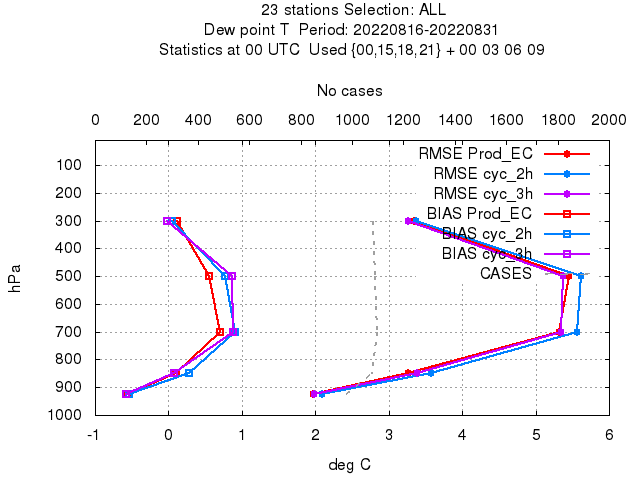 23 stations Selection: ALL
Dew point T  Period: 20220816-20220831
Statistics at 00 UTC  Used {00,15,18,21} + 00 03 06 09
No cases
0 200 400 600 800 1000 1200 1400 1600 1800 2000
RMSE Prod_EC
RMSE cyc_2h
RMSE cyc_3h
BIAS Prod_EC
BIAS cyc_2h
BIAS cyc_3h
CASES
100
200
300
400
500
600
700
800
900
1000
hPa
-1 0 1 2 3 4 5 6
deg C